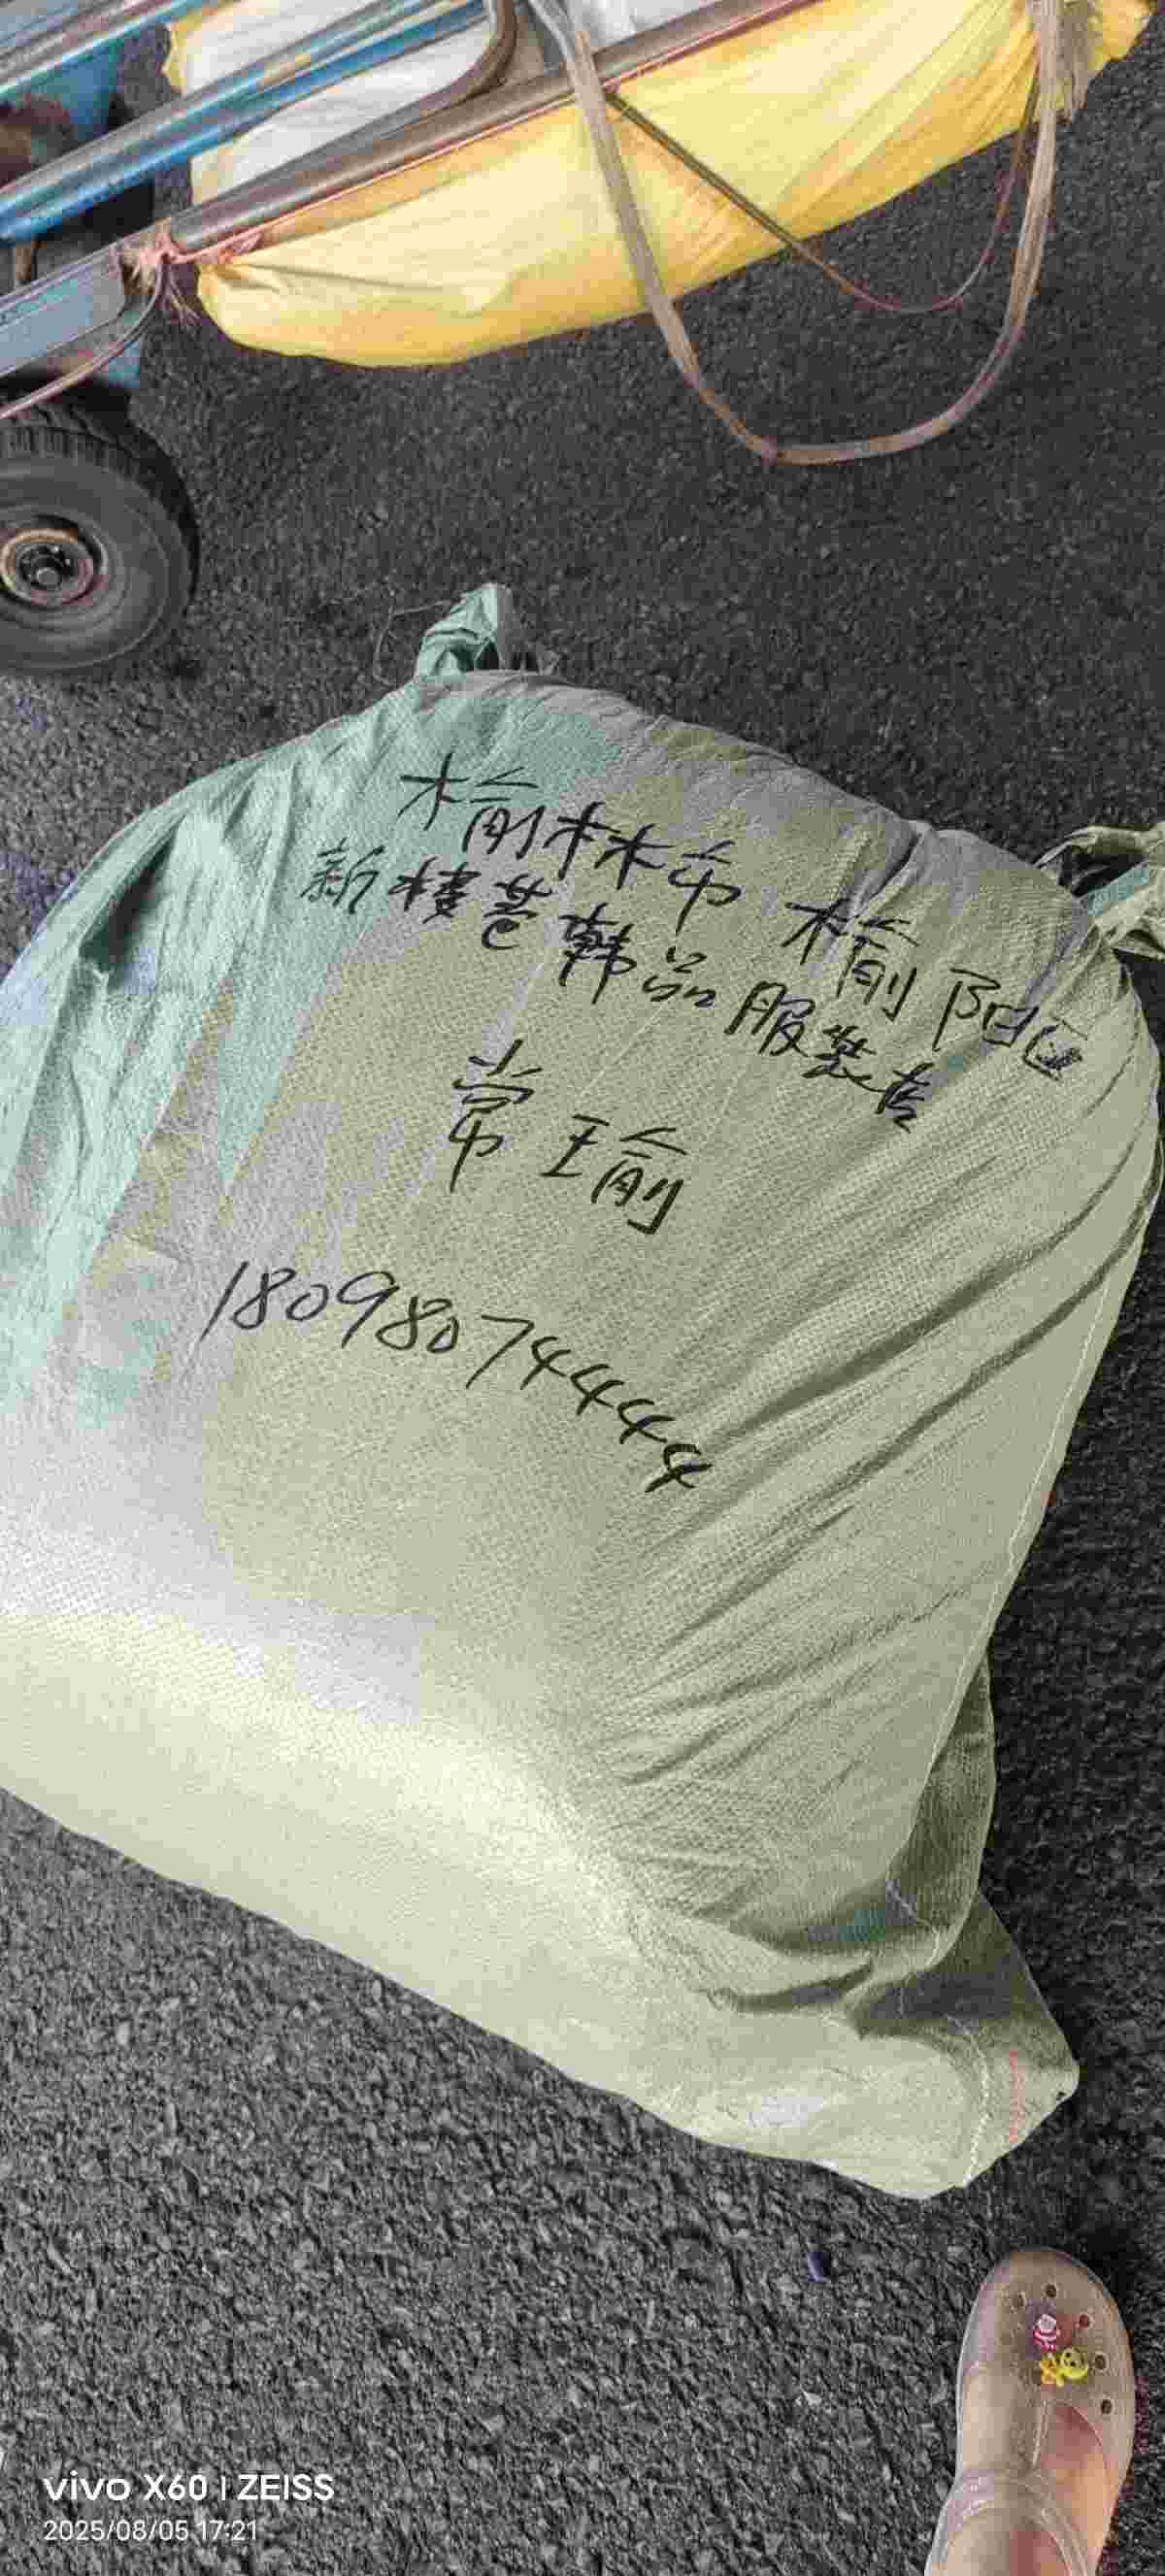 榆林市 榆阳区
新楼巷韩品服装店
常瑜
18098074444
vivo X60 | ZEISS
2025/08/05 17:21